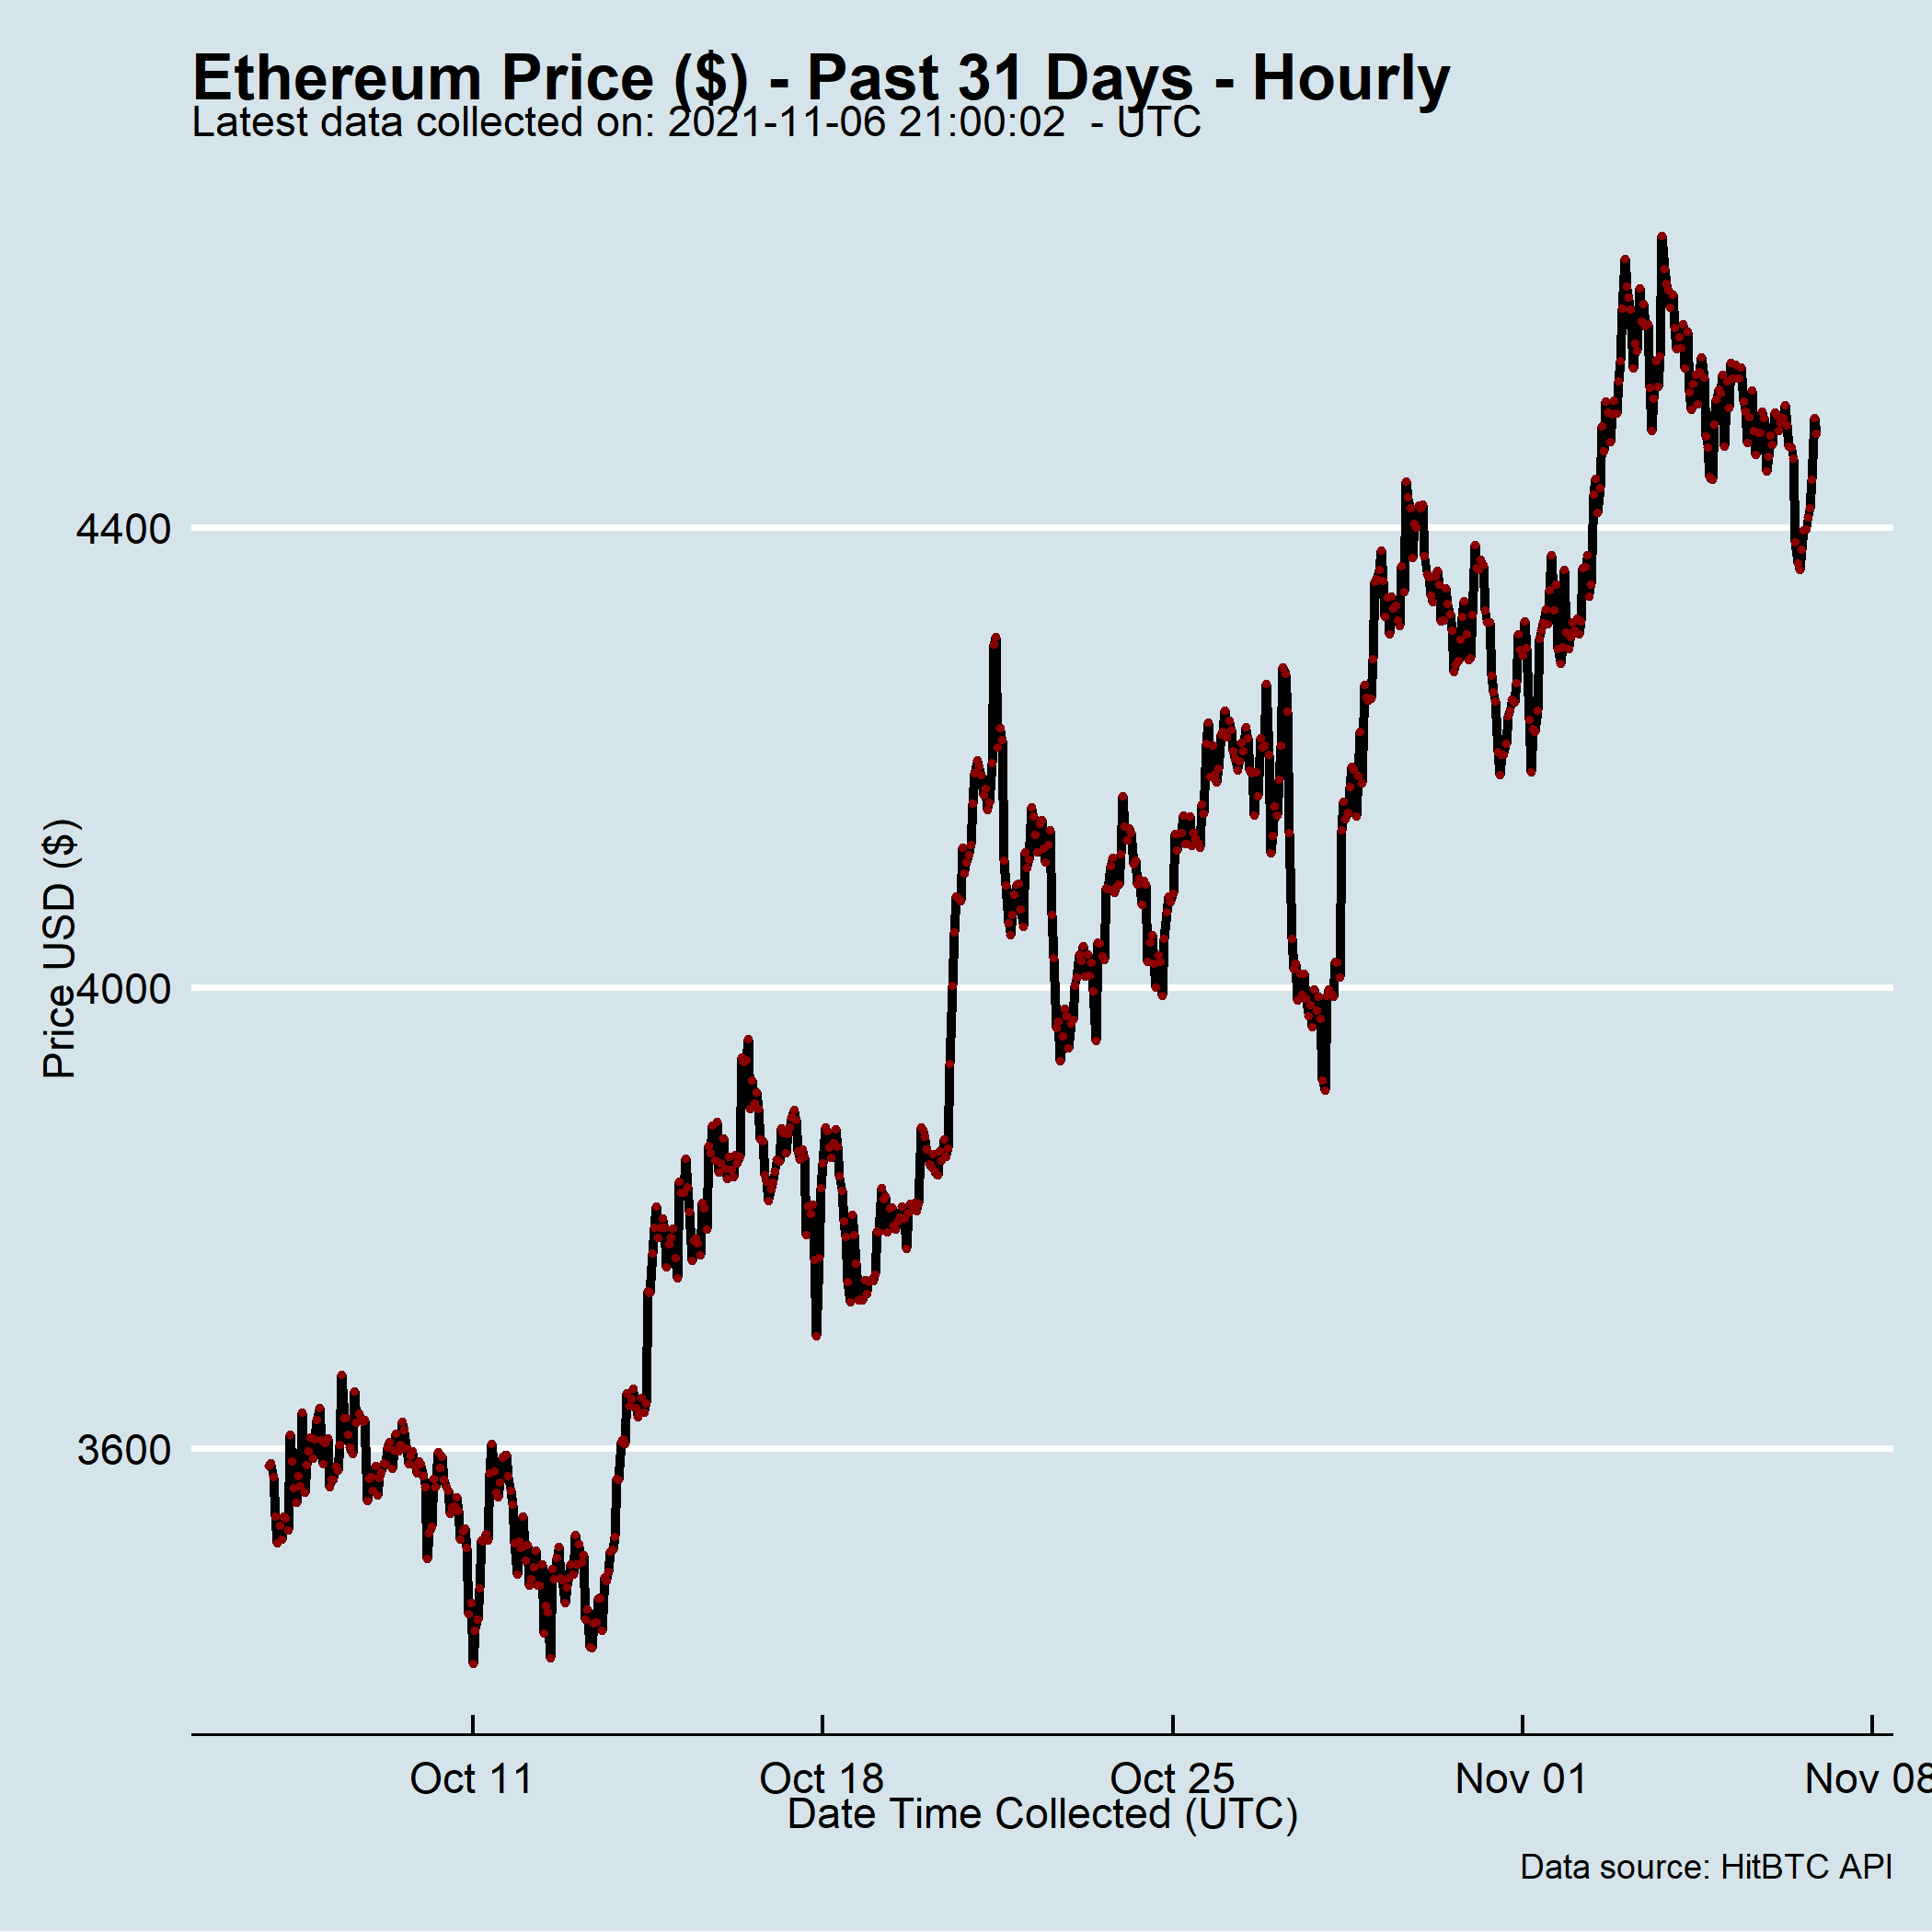 Ethereum Price ($) - Past 31 Days - Hourly
Latest data collected on: 2021-11-06 21:00:02  - UTC
Price USD ($)
4400
4000
3600
Oct 11
Oct 18
Oct 25
Nov 01
Nov 08
Date Time Collected (UTC)
Data source: HitBTC API